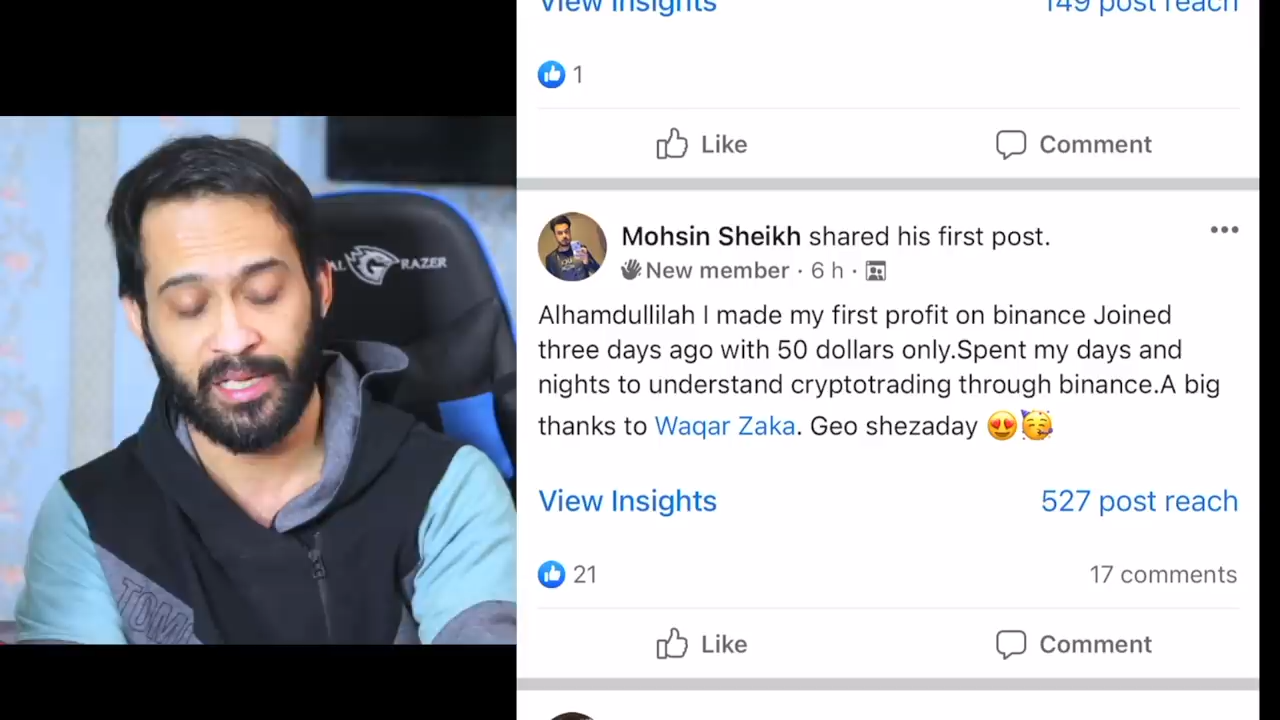 View Insights
149 post reach
1
Like
Comment
Mohsin Sheikh shared his first post.
New member · 6 h ·
Alhamdullilah I made my first profit on binance Joined
three days ago with 50 dollars only.Spent my days and
nights to understand cryptotrading through binance.A big
thanks to Waqar Zaka. Geo shezaday 😍🥳
View Insights
527 post reach
21
17 comments
Like
Comment
RAZER